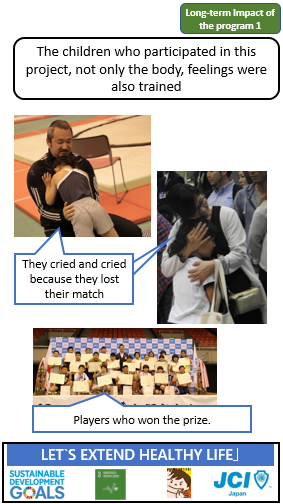 Long-term Impact of
the program 1
The children who participated in this
project, not only the body, feelings were
also trained
They cried and cried
because they lost
their match
Players who won the prize.
LET`S EXTEND HEALTHY LIFE」
SUSTAINABLE
DEVELOPMENT
GOALS
JCI
Japan